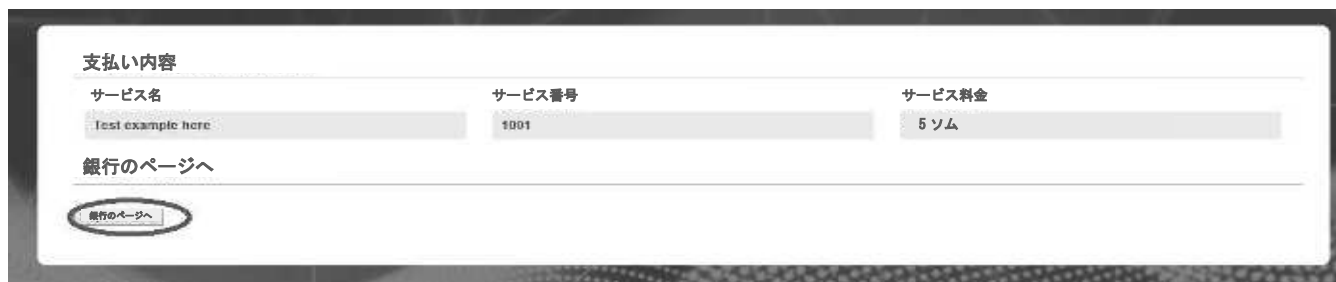 支払い内容
サービス名 サービス番号 サービス料金
Test example here 1001 5 ソム
銀行のページへ
銀行のページへ